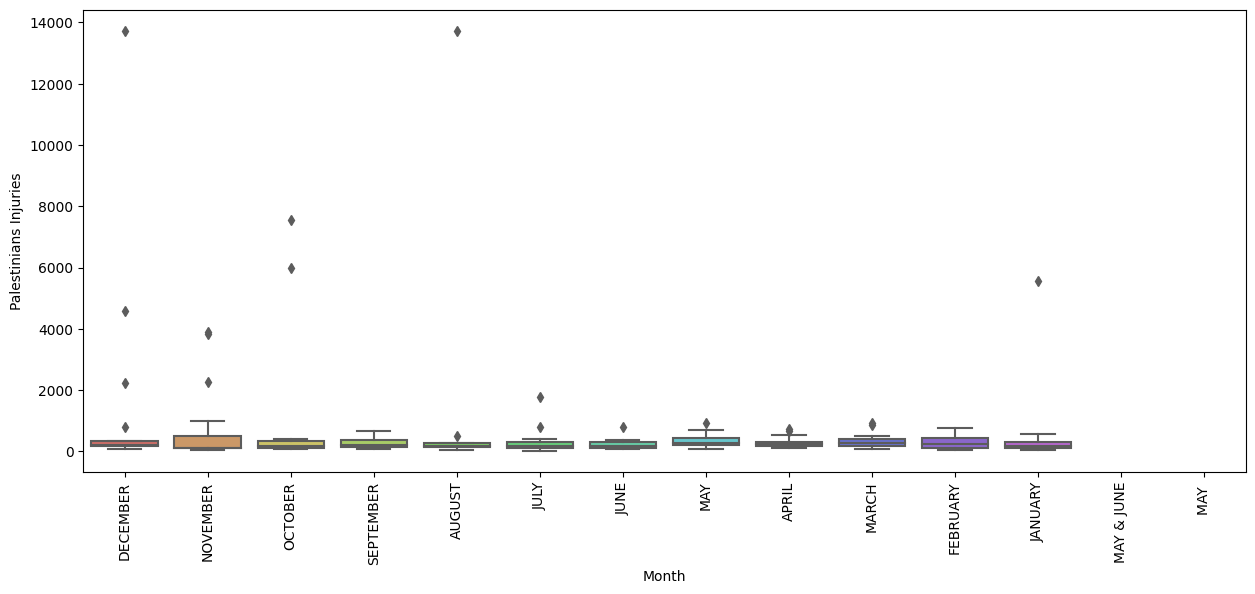 14000
12000
10000
8000
6000
4000
2000
0
Palestinians Injuries
DECEMBER
NOVEMBER
OCTOBER
SEPTEMBER
AUGUST
JULY
JUNE
MAY
APRIL
MARCH
FEBRUARY
JANUARY
MAY & JUNE
MAY
Month